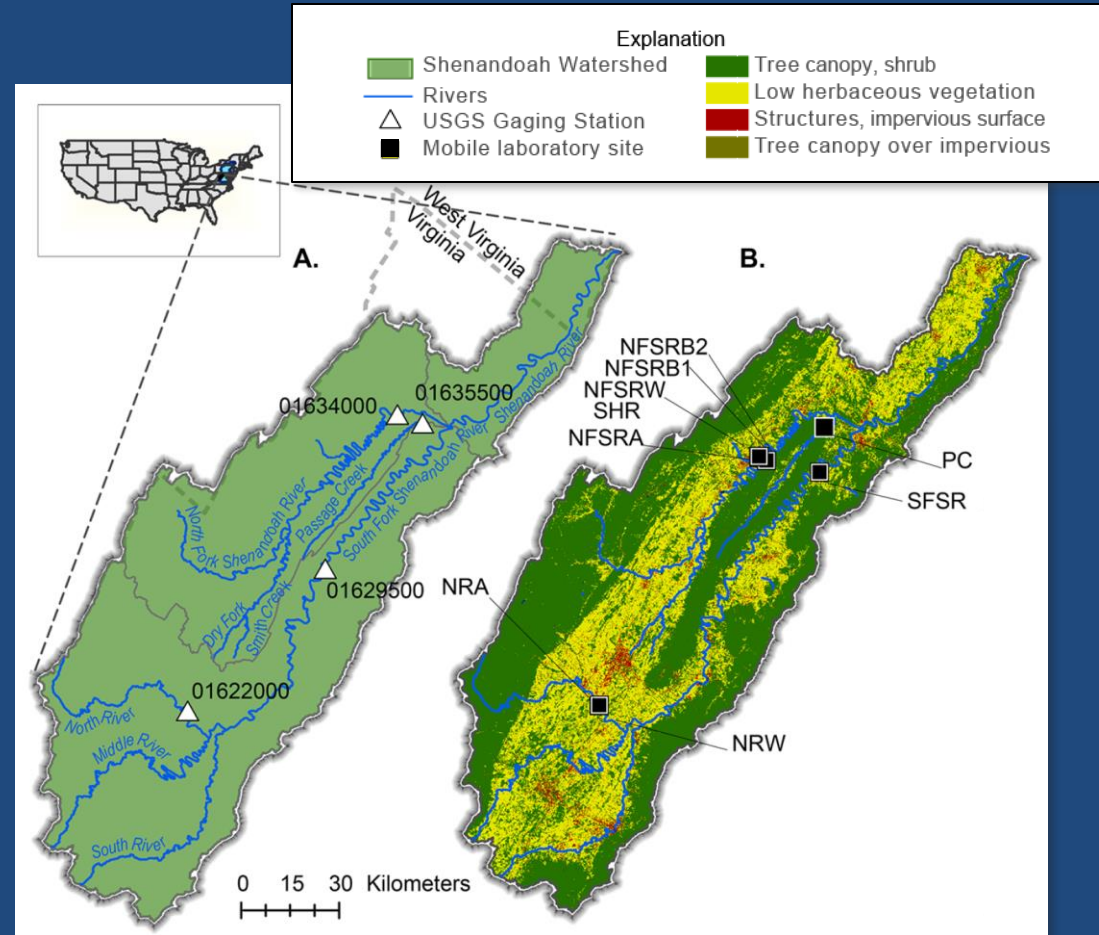 Explanation
Shenandoah Watershed
Rivers
USGS Gaging Station
Mobile laboratory site
Tree canopy, shrub
Low herbaceous vegetation
Structures, impervious surface
Tree canopy over impervious
A.
West Virginia
Virginia
01634000
01635500
Shenandoah River
Passage Creek
South Fork Shenandoah River
North Fork Shenandoah River
01629500
Dry Fork
Smith Creek
01622000
North River
Middle River
South River
0 15 30 Kilometers
B.
NFSRB2
NFSRB1
NFSRW
SHR
NFSRA
PC
SFSR
NRA
NRW